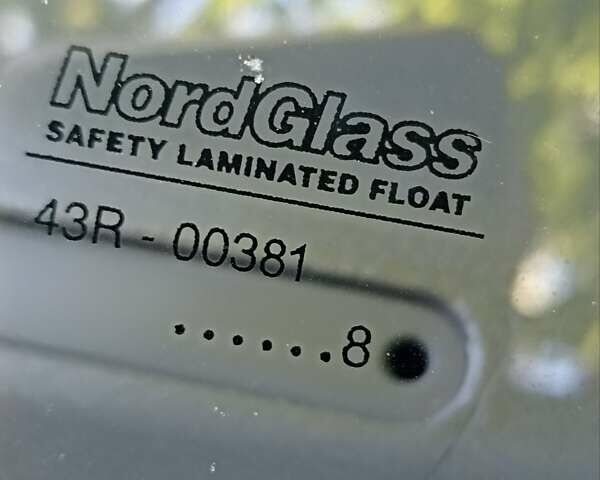 NordGlass
SAFETY LAMINATED FLOAT
43R - 00381
......8